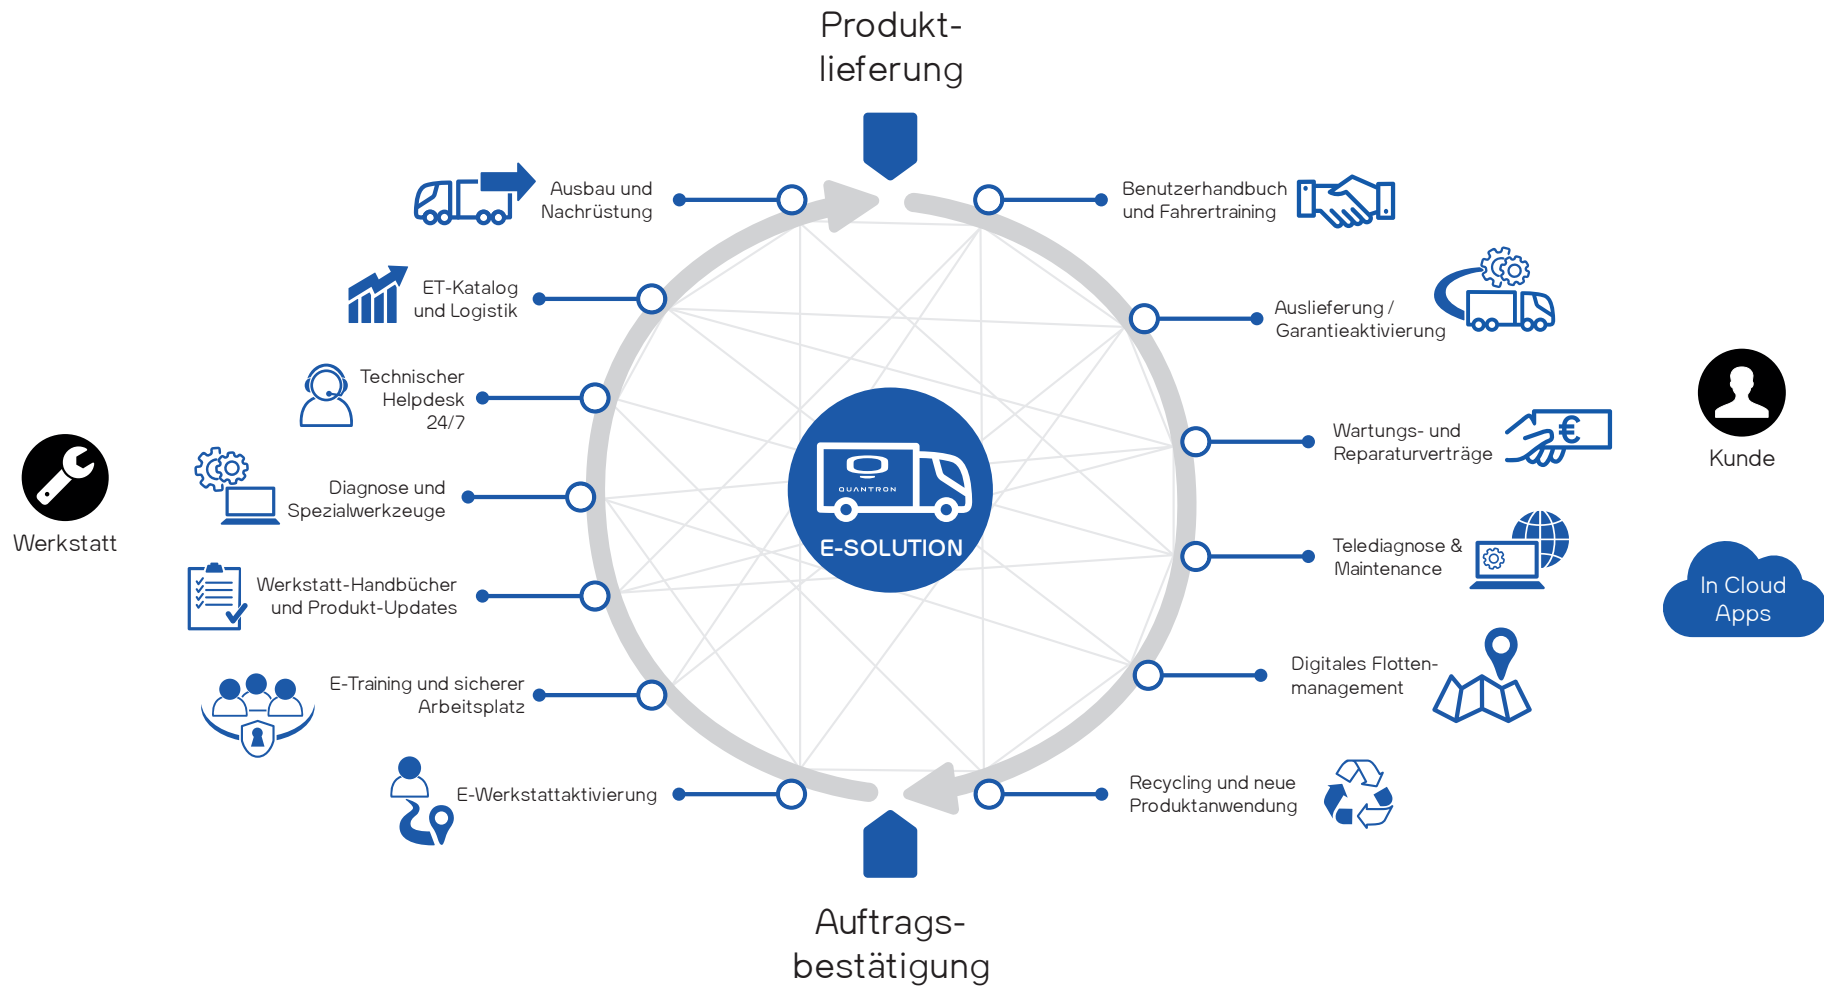 Produkt-
lieferung
Ausbau und
Nachrüstung
ET-Katalog
und Logistik
Technischer
Helpdesk
24/7
Diagnose und
Spezialwerkzeuge
Werkstatt-Handbücher
und Produkt-Updates
E-Training und sicherer
Arbeitsplatz
E-Werkstattaktivierung
Werkstatt
QUANTRON
E-SOLUTION
Benutzerhandbuch
und Fahrertraining
Auslieferung /
Garantieaktivierung
€
Wartungs- und
Reparaturverträge
Telediagnose &
Maintenance
Digitales Flotten-
management
Recycling und neue
Produktanwendung
Kunde
In Cloud
Apps
Auftrags-
bestätigung